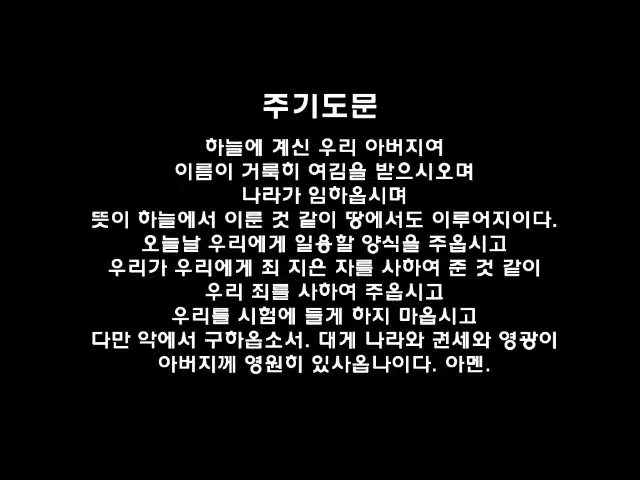 주기도문
하늘에 계신 우리 아버지여
이름이 거룩히 여김을 받으시오며
나라가 임하옵시며
뜻이 하늘에서 이룬 것 같이 땅에서도 이루어지이다.
오늘날 우리에게 일용할 양식을 주옵시고
우리가 우리에게 죄 지은 자를 사하여 준 것 같이
우리 죄를 사하여 주옵시고
우리를 시험에 들게 하지 마옵시고
다만 악에서 구하옵소서. 대게 나라와 권세와 영광이
아버지께 영원히 있사옵나이다. 아멘.